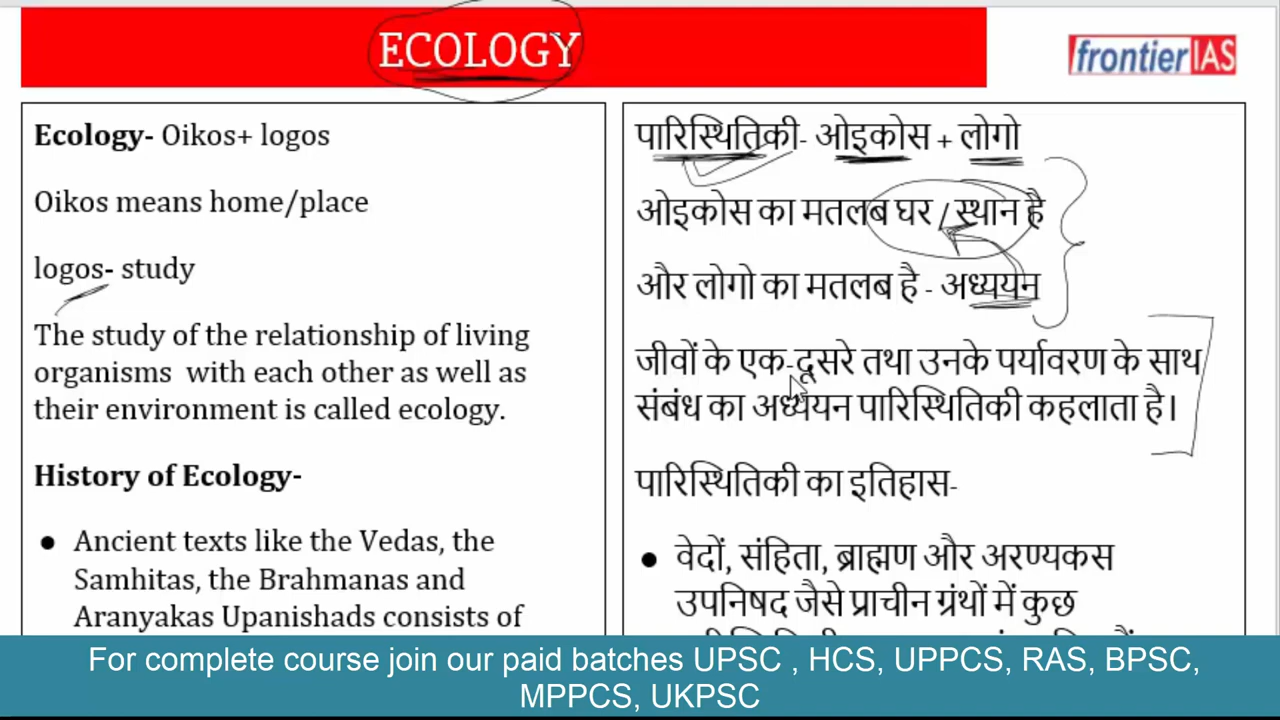 ECOLOGY
frontier IAS
Ecology- Oikos+ logos
Oikos means home/place
logos- study
The study of the relationship of living
organisms with each other as well as
their environment is called ecology.
History of Ecology-
● Ancient texts like the Vedas, the
Samhitas, the Brahmanas and
Aranyakas Upanishads consists of
पारिस्थितिकी- ओइकोस + लोगो
ओइकोस का मतलब घर / स्थान है
और लोगो का मतलब है - अध्ययन
जीवों के एक-दूसरे तथा उनके पर्यावरण के साथ
संबंध का अध्ययन पारिस्थितिकी कहलाता है।
पारिस्थितिकी का इतिहास-
● वेदों, संहिता, ब्राह्मण और अरण्यकस
उपनिषद जैसे प्राचीन ग्रंथों में कुछ
For complete course join our paid batches UPSC , HCS, UPPCS, RAS, BPSC,
MPPCS, UKPSC